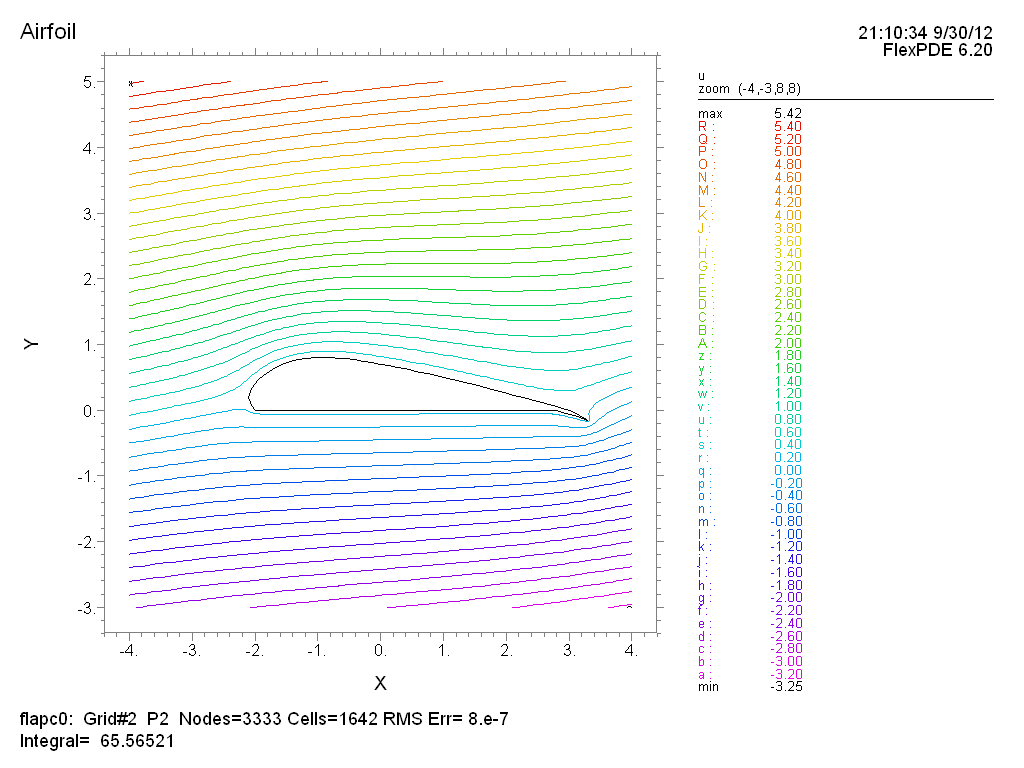 Airfoil
21:10:34 9/30/12
FlexPDE 6.20
u
zoom (-4,-3,8,8)
max 5.42
R : 5.40
Q : 5.20
P : 5.00
O : 4.80
N : 4.60
M : 4.40
L : 4.20
K : 4.00
J : 3.80
I : 3.60
H : 3.40
G : 3.20
F : 3.00
E : 2.80
D : 2.60
C : 2.40
B : 2.20
A : 2.00
z : 1.80
y : 1.60
x : 1.40
w : 1.20
v : 1.00
u : 0.80
t : 0.60
s : 0.40
r : 0.20
q : 0.00
p : -0.20
o : -0.40
n : -0.60
m : -0.80
l : -1.00
k : -1.20
j : -1.40
i : -1.60
h : -1.80
g : -2.00
f : -2.20
e : -2.40
d : -2.60
c : -2.80
b : -3.00
a : -3.20
min -3.25
5.
4.
3.
2.
1.
0.
-1.
-2.
-3.
Y
-4. -3. -2. -1. 0. 1. 2. 3. 4.
X
flapc0: Grid#2 P2 Nodes=3333 Cells=1642 RMS Err= 8.e-7
Integral= 65.56521